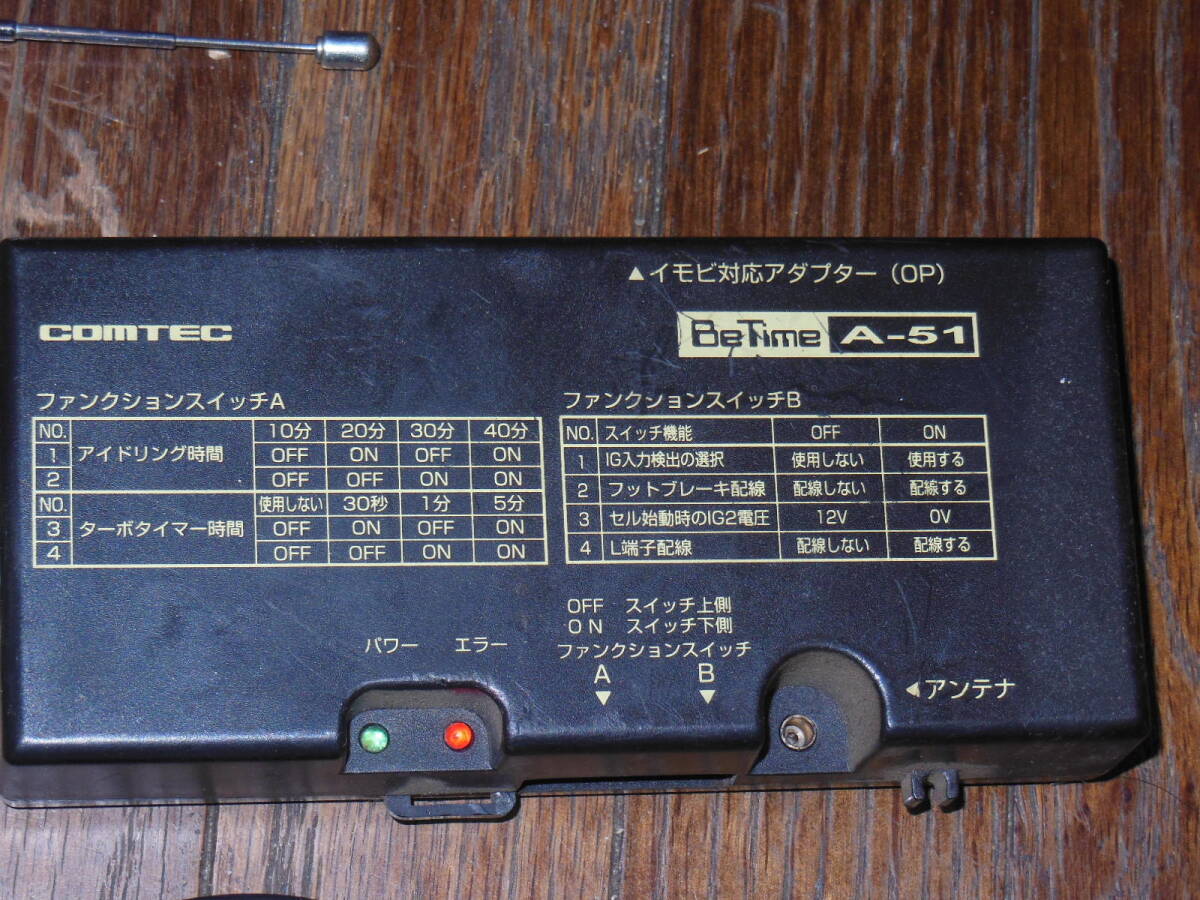 ▲イモビ対応アダプター（OP）
COMTEC
BeTime A-51
ファンクションスイッチA
NO. 10分 20分 30分 40分
1 アイドリング時間 OFF ON OFF ON
2 OFF OFF ON ON
NO. 使用しない 30秒 1分 5分
3 ターボタイマー時間 OFF ON OFF ON
4 OFF OFF ON ON
ファンクションスイッチB
NO. スイッチ機能 OFF ON
1 IG入力検出の選択 使用しない 使用する
2 フットブレーキ配線 配線しない 配線する
3 セル始動時のIG2電圧 12V 0V
4 L端子配線 配線しない 配線する
OFF スイッチ上側
ON スイッチ下側
パワー エラー
ファンクションスイッチ
A B
▼ ▼
◀アンテナ